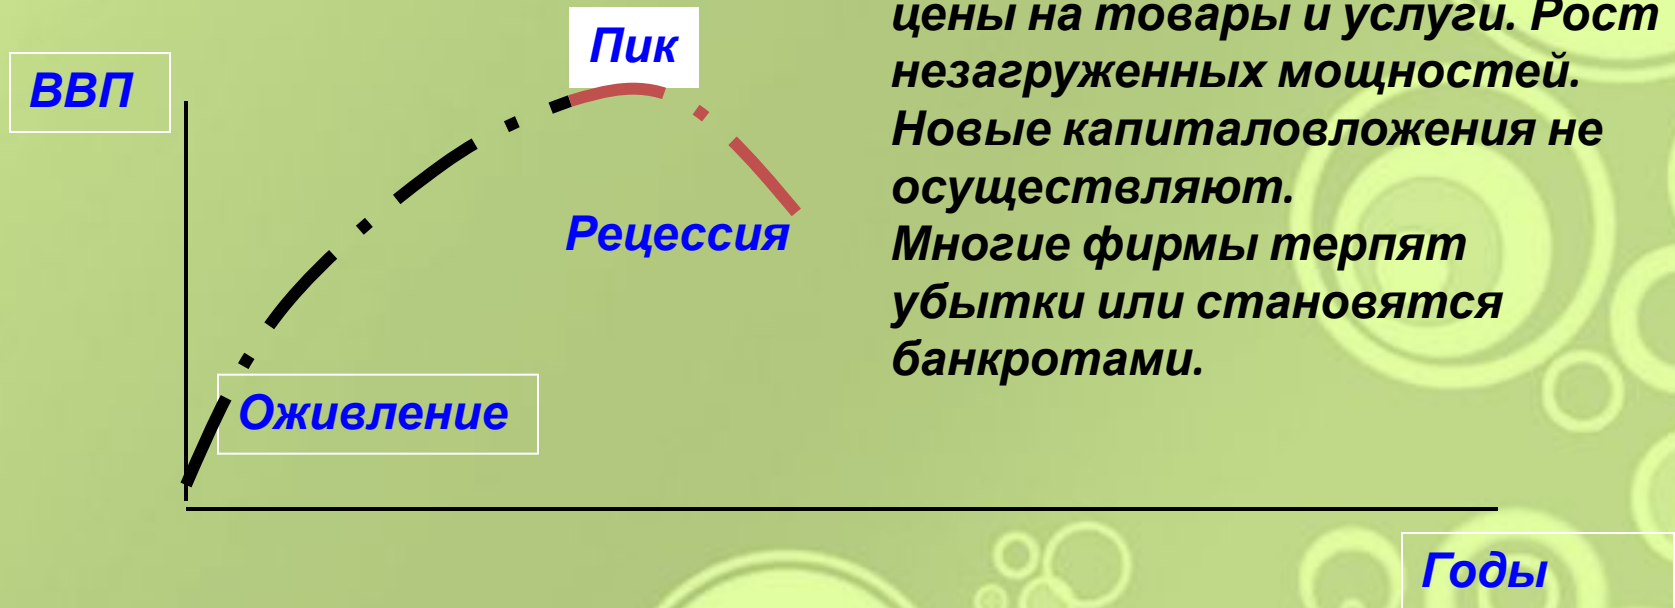 Пик
ВВП
Рецессия
Оживление
Годы
цены на товары и услуги. Рост
незагруженных мощностей.
Новые капиталовложения не
осуществляют.
Многие фирмы терпят
убытки или становятся
банкротами.